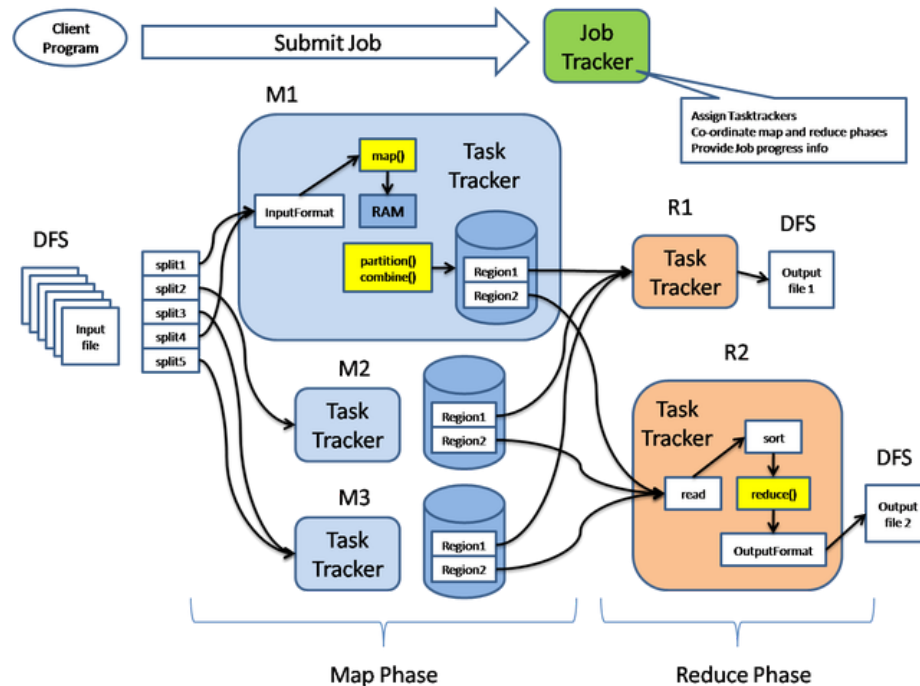 Client
Program
Submit Job
Job
Tracker
Assign Tasktrackers
Co-ordinate map and reduce phases
Provide Job progress info
M1
map()
Task
Tracker
InputFormat
RAM
partition()
combine()
Region1
Region2
DFS
Input
file
split1
split2
split3
split4
split5
M2
Task
Tracker
Region1
Region2
M3
Task
Tracker
Region1
Region2
R1
Task
Tracker
DFS
Output
file 1
R2
Task
Tracker
sort
read
reduce()
OutputFormat
DFS
Output
file 2
Map Phase
Reduce Phase